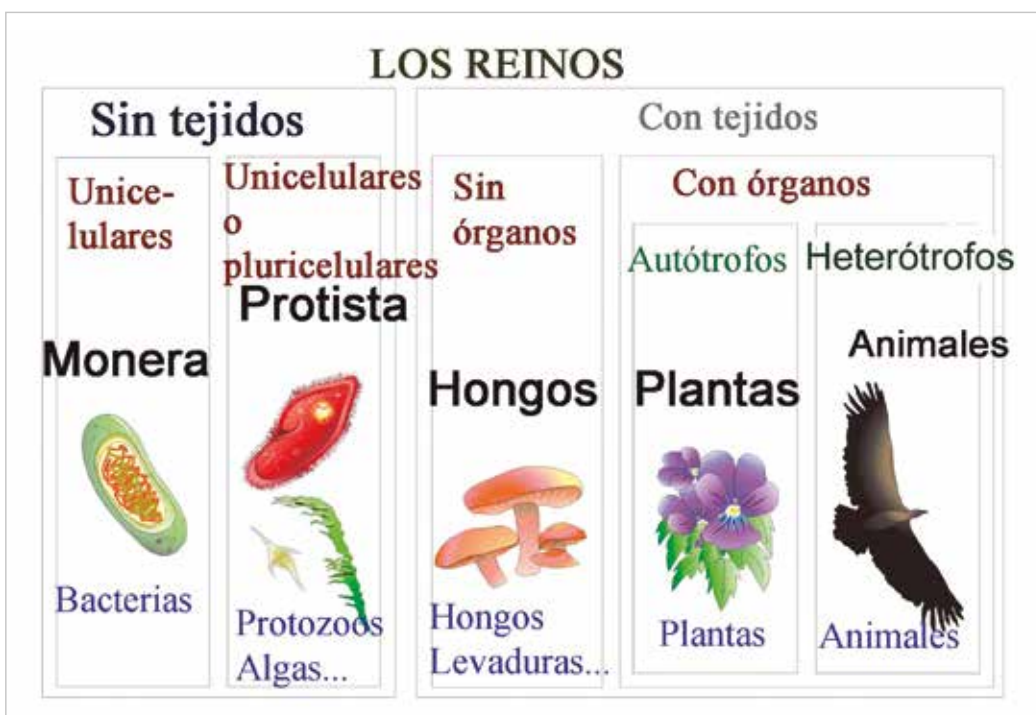 LOS REINOS
Sin tejidos
Unice-
lulares
Monera
Bacterias
Unicelulares
o
pluricelulares
Protista
Protozoos
Algas...
Con tejidos
Sin
órganos
Hongos
Hongos
Levaduras...
Con órganos
Autótrofos
Plantas
Plantas
Heterótrofos
Animales
Animales